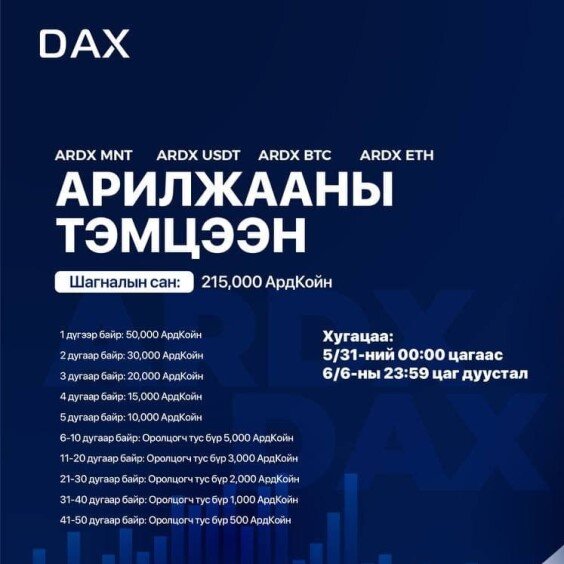 DAX
ARDX MNT ARDX USDT ARDX BTC ARDX ETH
АРИЛЖААНЫ
ТЭМЦЭЭН
Шагналын сан: 215,000 АрдКойн
1 дүгээр байр: 50,000 АрдКойн
2 дугаар байр: 30,000 АрдКойн
3 дугаар байр: 20,000 АрдКойн
4 дугаар байр: 15,000 АрдКойн
5 дугаар байр: 10,000 АрдКойн
6-10 дугаар байр: Оролцогч тус бүр 5,000 АрдКойн
11-20 дугаар байр: Оролцогч тус бүр 3,000 АрдКойн
21-30 дугаар байр: Оролцогч тус бүр 2,000 АрдКойн
31-40 дугаар байр: Оролцогч тус бүр 1,000 АрдКойн
41-50 дугаар байр: Оролцогч тус бүр 500 АрдКойн
Хугацаа:
5/31-ний 00:00 цагаас
6/6-ны 23:59 цаг дуустал
ARDX
DAX